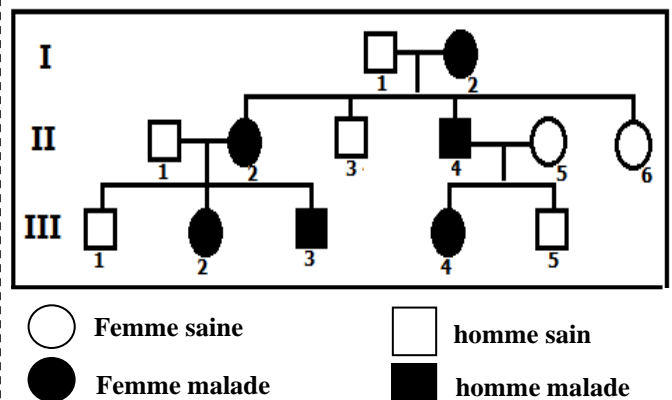 I
1 2
II
1 2 3 4 5 6
III
1 2 3 4 5
Femme saine homme sain
Femme malade homme malade